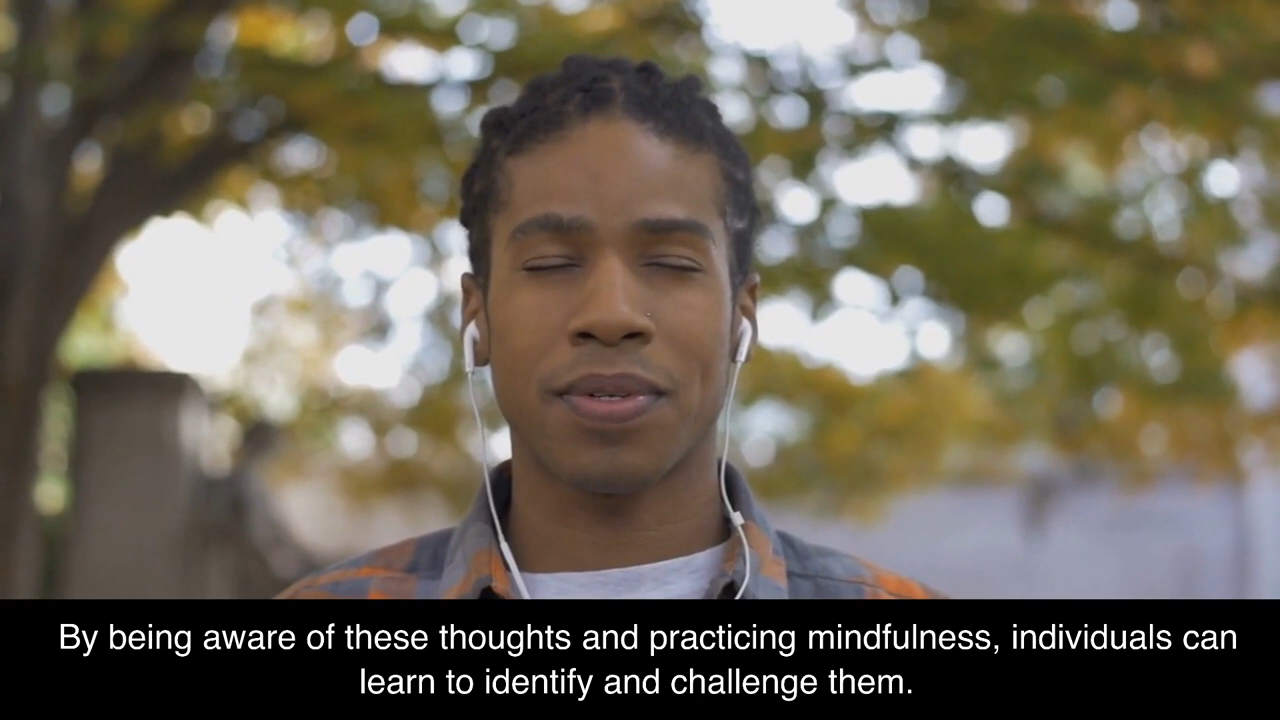 By being aware of these thoughts and practicing mindfulness, individuals can
learn to identify and challenge them.